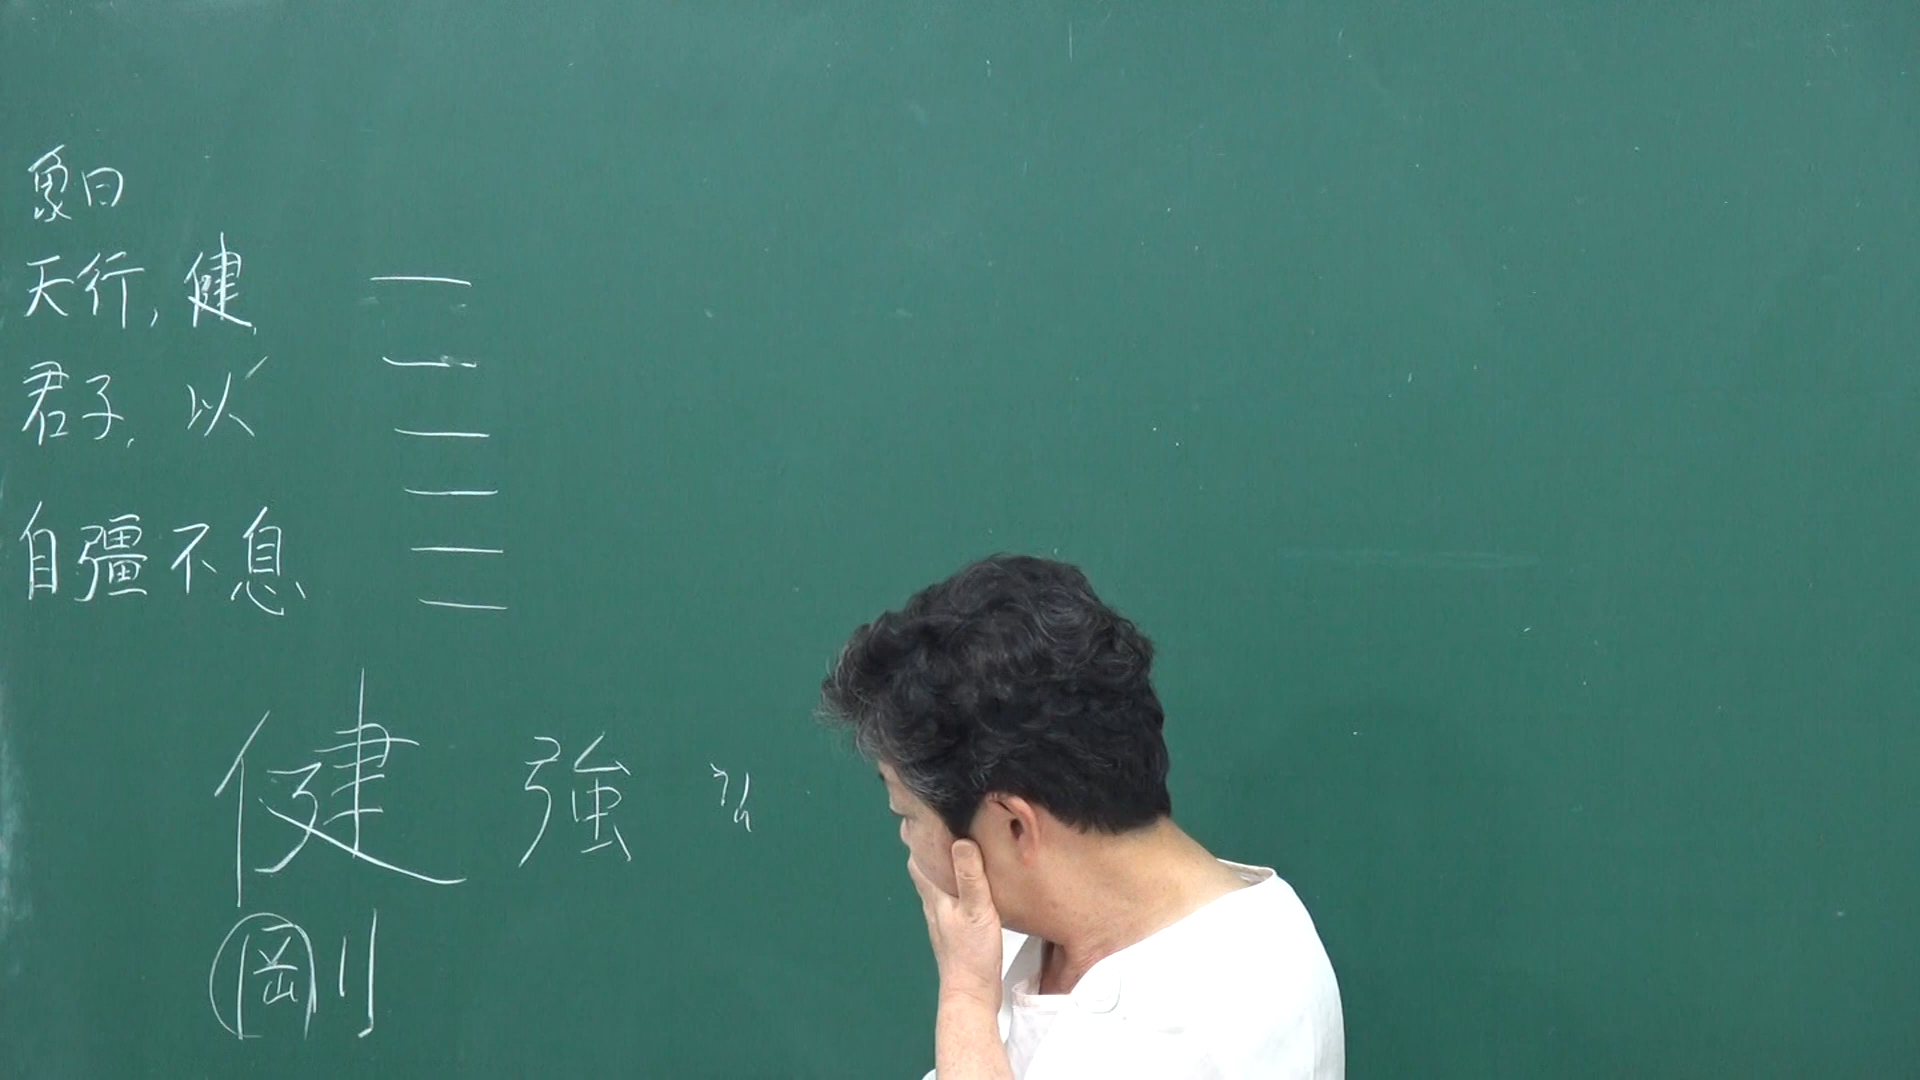 象曰
天行, 健,
君子, 以
自彊不息
健 強
剛